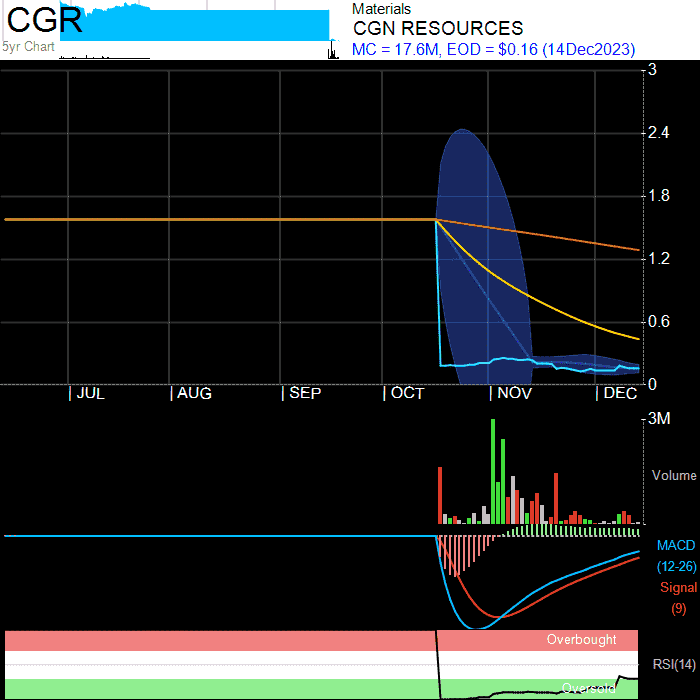 CGR
5yr Chart
Materials
CGN RESOURCES
MC = 17.6M, EOD = $0.16 (14Dec2023)
3
2.4
1.8
1.2
0.6
0
JUL AUG SEP OCT NOV DEC
3M
Volume
MACD
(12-26)
Signal
(9)
Overbought
RSI(14)
Oversold